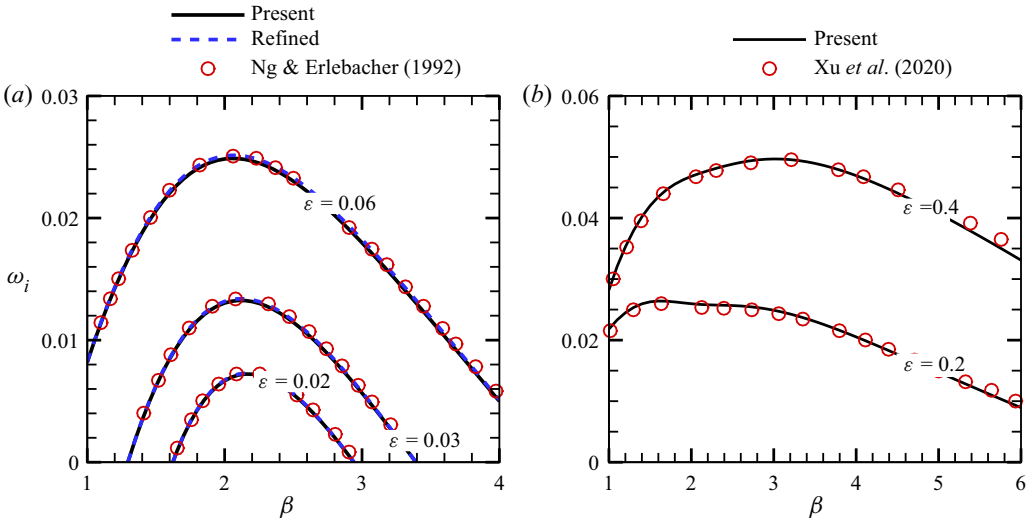 Present
Refined
Ng & Erlebacher (1992)
Present
Xu et al. (2020)
(a)
0.03
0.02
0.01
0
ωi
1
2
3
4
β
ε = 0.06
ε = 0.02
ε = 0.03
(b)
0.06
0.04
0.02
0
1
2
3
4
5
6
β
ε =0.4
ε = 0.2